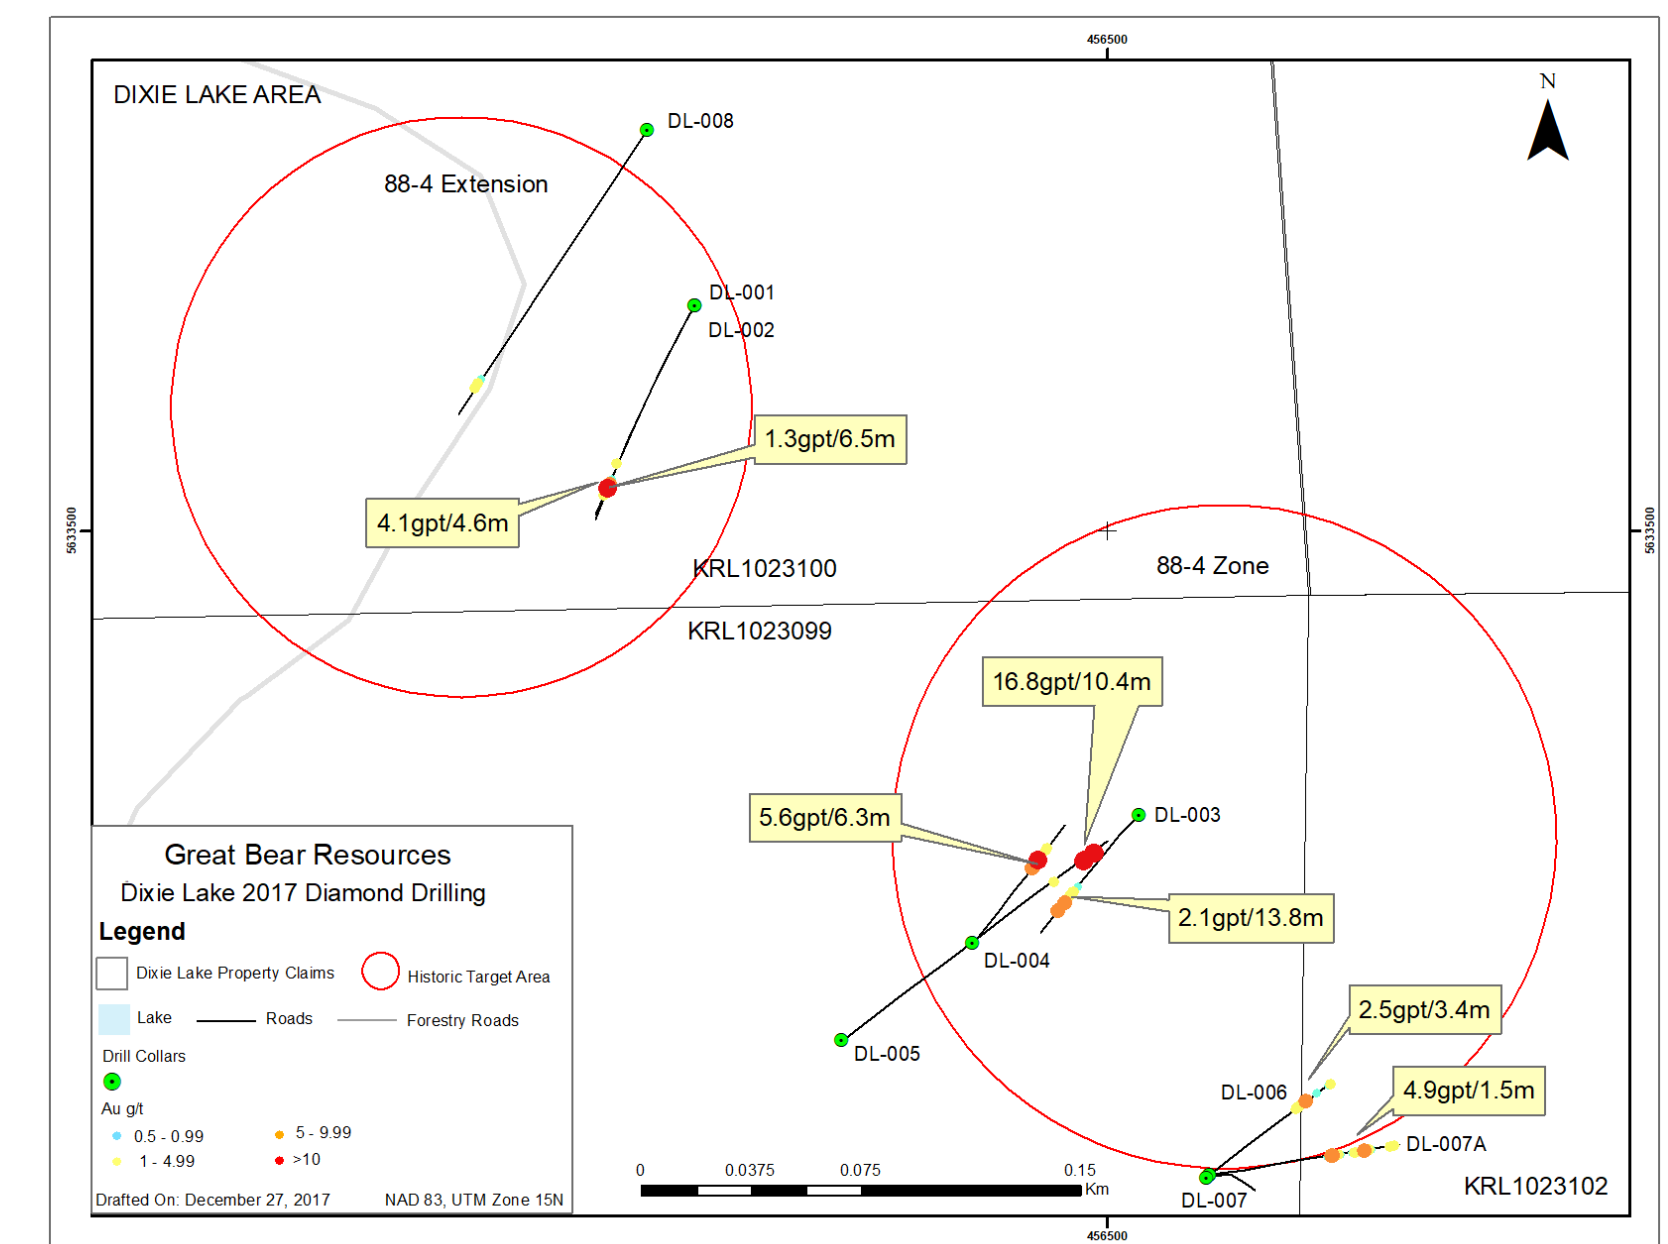 456500
DIXIE LAKE AREA
N
DL-008
88-4 Extension
DL-001
DL-002
1.3gpt/6.5m
4.1gpt/4.6m
5633500
5633500
88-4 Zone
KRL1023100
KRL1023099
16.8gpt/10.4m
5.6gpt/6.3m
DL-003
2.1gpt/13.8m
DL-004
DL-005
2.5gpt/3.4m
DL-006
4.9gpt/1.5m
DL-007A
DL-007
KRL1023102
Great Bear Resources
Dixie Lake 2017 Diamond Drilling
Legend
Dixie Lake Property Claims
Historic Target Area
Lake
Roads
Forestry Roads
Drill Collars
Au g/t
0.5 - 0.99
5 - 9.99
1 - 4.99
>10
Drafted On: December 27, 2017
NAD 83, UTM Zone 15N
0 0.0375 0.075 0.15
Km
456500